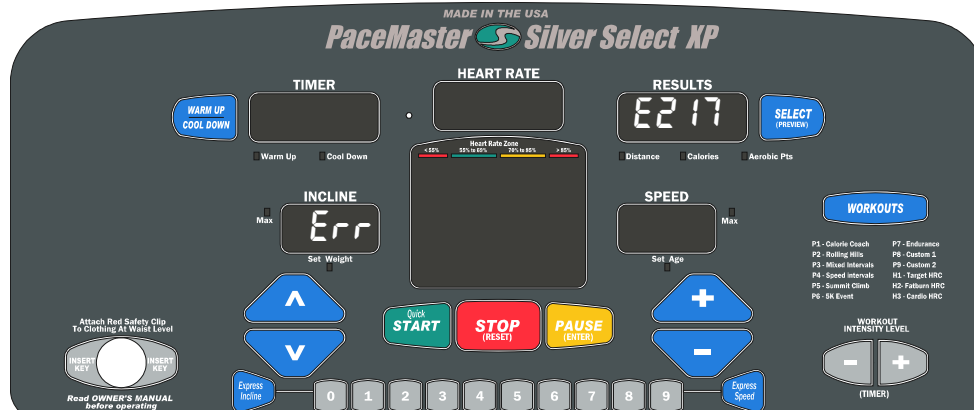 MADE IN THE USA
PaceMaster Silver Select XP
TIMER
HEART RATE
RESULTS
WARM UP
COOL DOWN
E217
SELECT
(PREVIEW)
Warm Up Cool Down
Heart Rate Zone
< 55% 55% to 69% 70% to 85% > 85%
Distance Calories Aerobic Pts
INCLINE
SPEED
Max
Err
Max
Set Weight
Set Age
WORKOUTS
P1 - Calorie Coach
P2 - Rolling Hills
P3 - Mixed Intervals
P4 - Speed intervals
P5 - Summit Climb
P6 - 5K Event
P7 - Endurance
P8 - Custom 1
P9 - Custom 2
H1 - Target HRC
H2- Fatburn HRC
H3 - Cardio HRC
Attach Red Safety Clip
To Clothing At Waist Level
INSERT
KEY
INSERT
KEY
Read OWNER'S MANUAL
before operating
Quick
START
STOP
(RESET)
PAUSE
(ENTER)
WORKOUT
INTENSITY LEVEL
(TIMER)
Express
Incline
0 1 2 3 4 5 6 7 8 9
Express
Speed